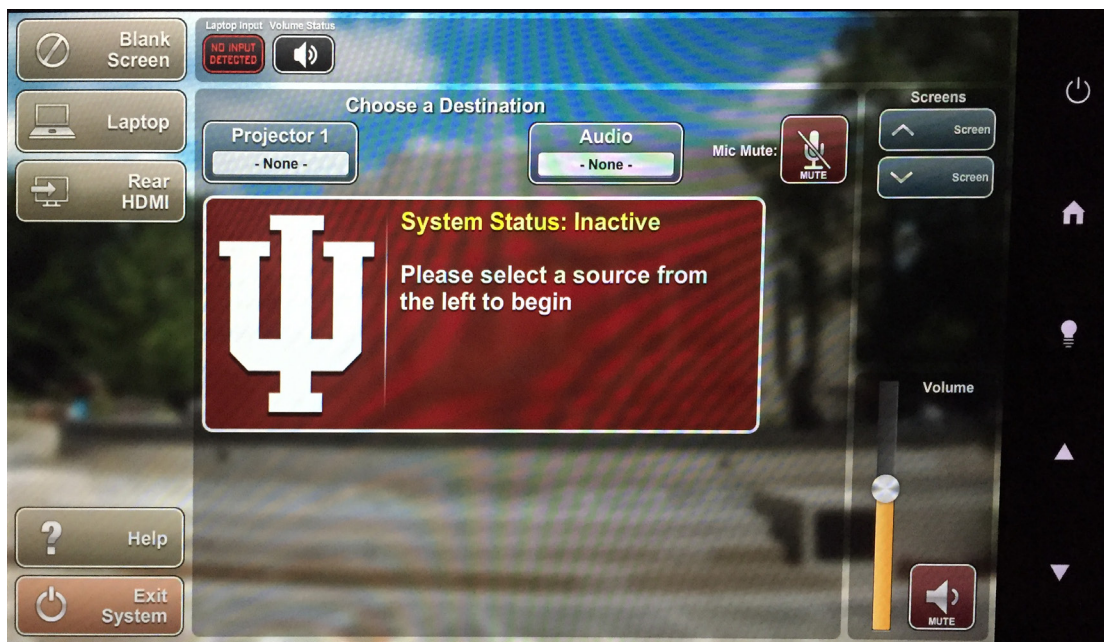 Blank
Screen
Laptop
Rear
HDMI
Help
Exit
System
Laptop Input
Volume Status
NO INPUT
DETECTED
Choose a Destination
Projector 1
- None -
Audio
- None -
Mic Mute:
MUTE
System Status: Inactive
Please select a source from
the left to begin
Screens
Screen
Screen
Volume
MUTE